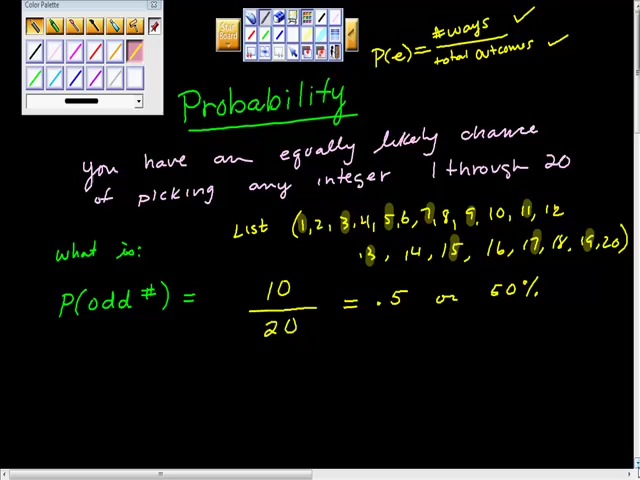 Color Palette
Start Board
P(e) = # ways / total outcomes
Probability
you have an equally likely chance
of picking any integer 1 through 20
List (1, 2, 3, 4, 5, 6, 7, 8, 9, 10, 11, 12
13, 14, 15, 16, 17, 18, 19, 20)
what is:
P(odd #) = 10 / 20 = .5 or 50%